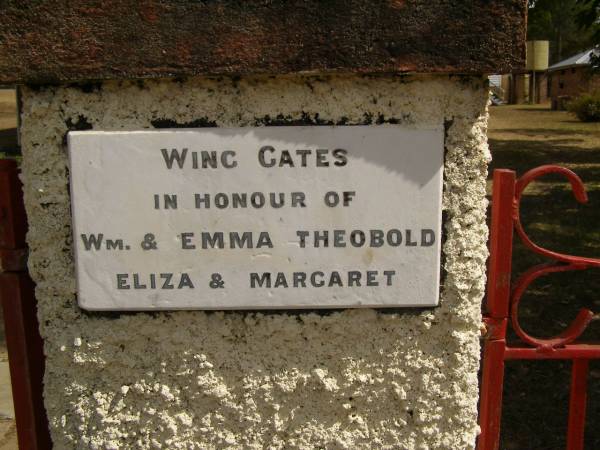 WING GATES
IN HONOUR OF
WM. & EMMA THEOBOLD
ELIZA & MARGARET